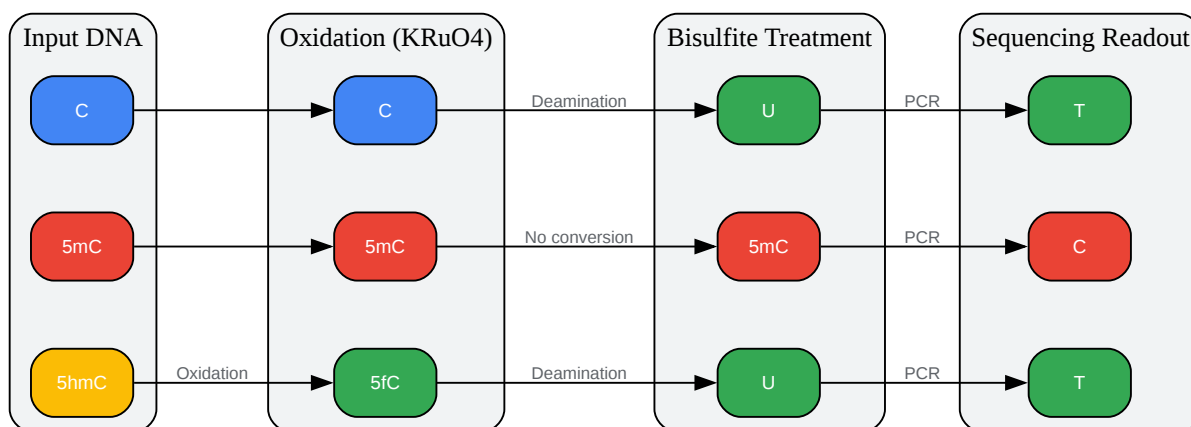 Input DNA
Oxidation (KRuO4)
Bisulfite Treatment
Sequencing Readout
C
C
Deamination
U
PCR
T
5mC
5mC
No conversion
5mC
PCR
C
5hmC
Oxidation
5fC
Deamination
U
PCR
T